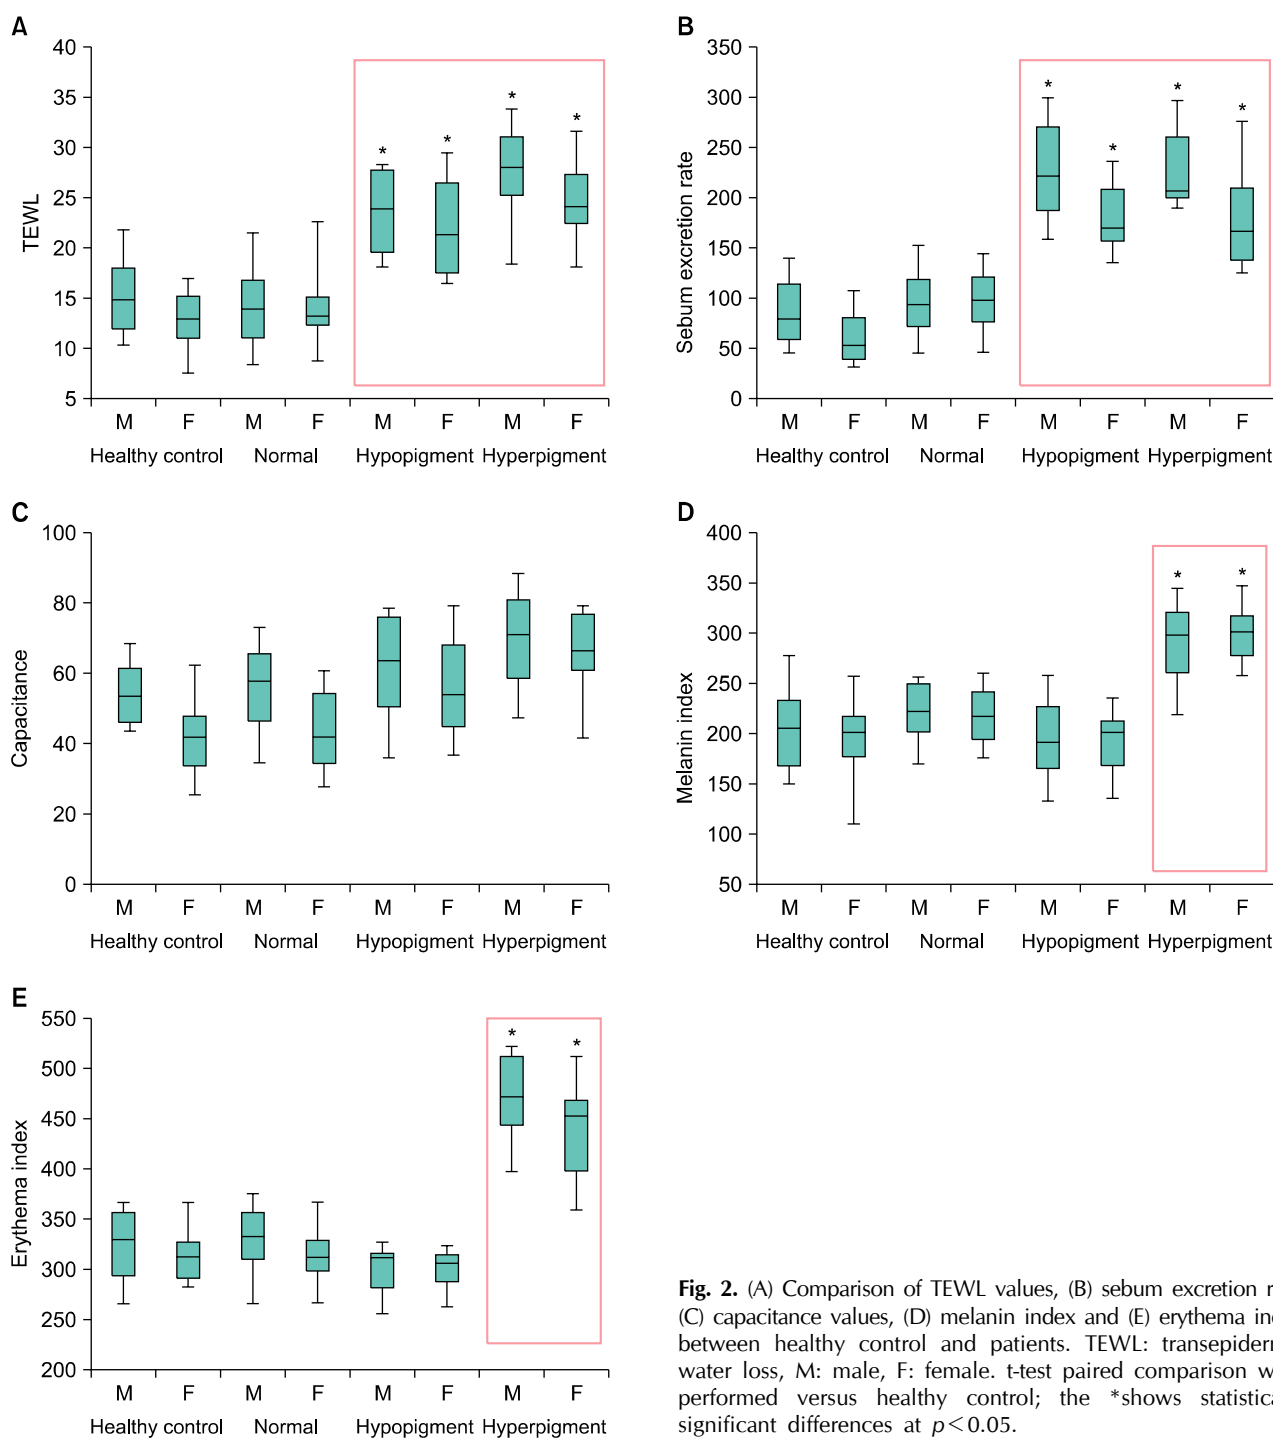 A
40
35
30
25
20
15
10
5
TEWL
* * * *
M F M F M F M F
Healthy control Normal Hypopigment Hyperpigment
B
350
300
250
200
150
100
50
0
Sebum excretion rate
* * * *
M F M F M F M F
Healthy control Normal Hypopigment Hyperpigment
C
100
80
60
40
20
0
Capacitance
M F M F M F M F
Healthy control Normal Hypopigment Hyperpigment
D
400
350
300
250
200
150
100
50
Melanin index
* *
M F M F M F M F
Healthy control Normal Hypopigment Hyperpigment
E
550
500
450
400
350
300
250
200
Erythema index
* *
M F M F M F M F
Healthy control Normal Hypopigment Hyperpigment
Fig. 2. (A) Comparison of TEWL values, (B) sebum excretion
(C) capacitance values, (D) melanin index and (E) erythema
between healthy control and patients. TEWL:
water loss, M: male, F: female. t-test paired comparison
performed versus healthy control; the *shows
significant differences at p<0.05.